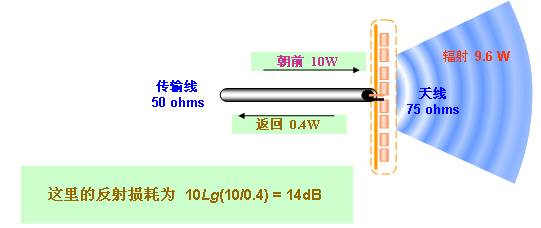 朝前 10W
辐射 9.6 W
传输线
50 ohms
天线
75 ohms
返回 0.4W
这里的反射损耗为 10Lg(10/0.4) = 14dB